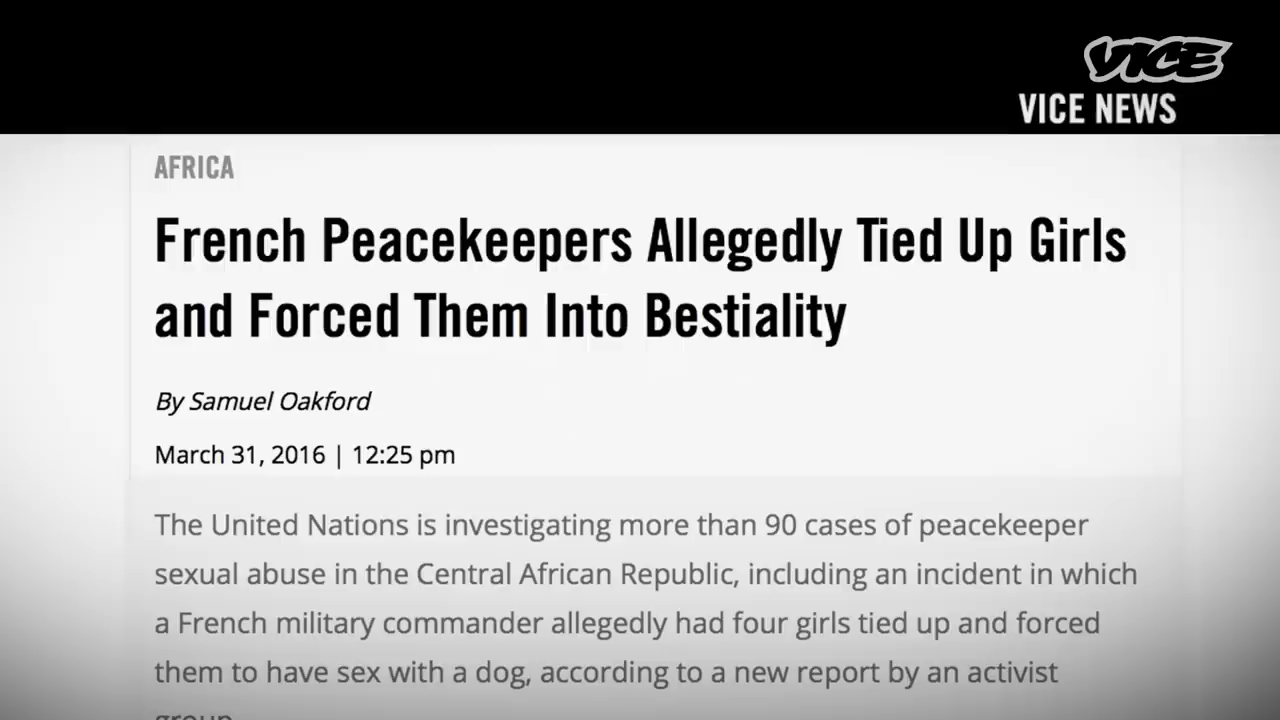 VICE
VICE NEWS
AFRICA
French Peacekeepers Allegedly Tied Up Girls
and Forced Them Into Bestiality
By Samuel Oakford
March 31, 2016 | 12:25 pm
The United Nations is investigating more than 90 cases of peacekeeper
sexual abuse in the Central African Republic, including an incident in which
a French military commander allegedly had four girls tied up and forced
them to have sex with a dog, according to a new report by an activist
group.